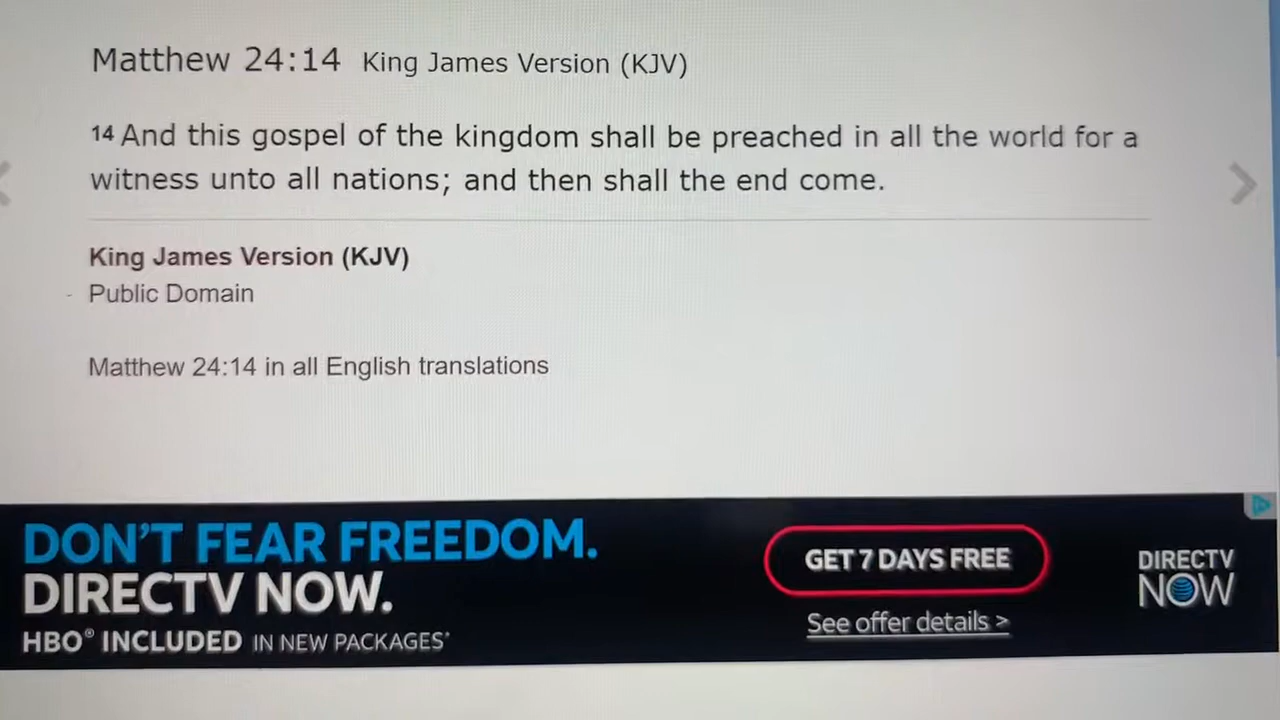 Matthew 24:14 King James Version (KJV)
14 And this gospel of the kingdom shall be preached in all the world for a
witness unto all nations; and then shall the end come.
King James Version (KJV)
Public Domain
Matthew 24:14 in all English translations
DON'T FEAR FREEDOM.
DIRECTV NOW.
HBO® INCLUDED IN NEW PACKAGES*
GET 7 DAYS FREE
See offer details >
DIRECTV
NOW